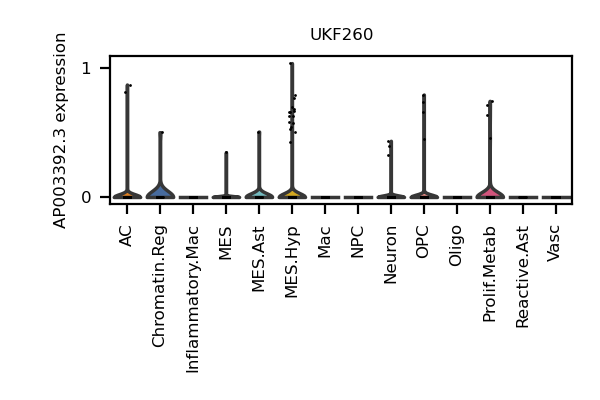 UKF260
AP003392.3 expression
1
0
AC
Chromatin.Reg
Inflammatory.Mac
MES
MES.Ast
MES.Hyp
Mac
NPC
Neuron
OPC
Oligo
Prolif.Metab
Reactive.Ast
Vasc